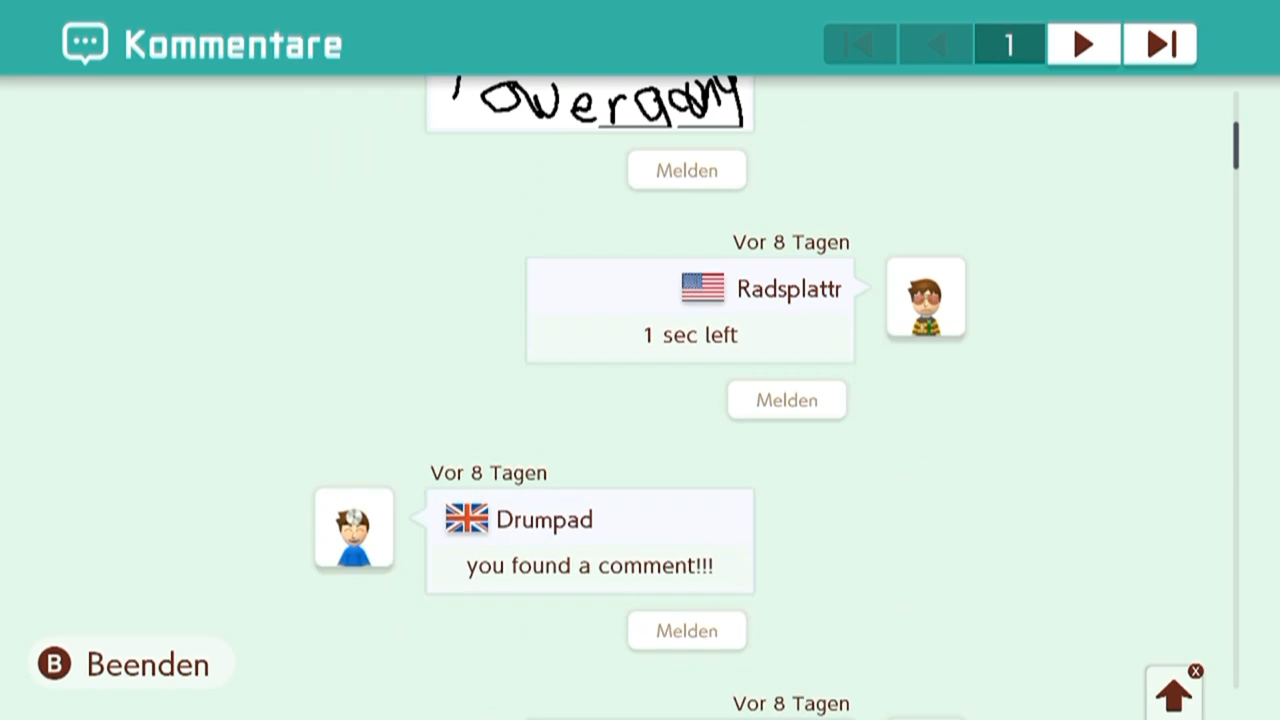 Kommentare
1
Melden
Vor 8 Tagen
Radsplattr
1 sec left
Melden
Vor 8 Tagen
Drumpad
you found a comment!!!
Melden
B Beenden
X
Vor 8 Tagen